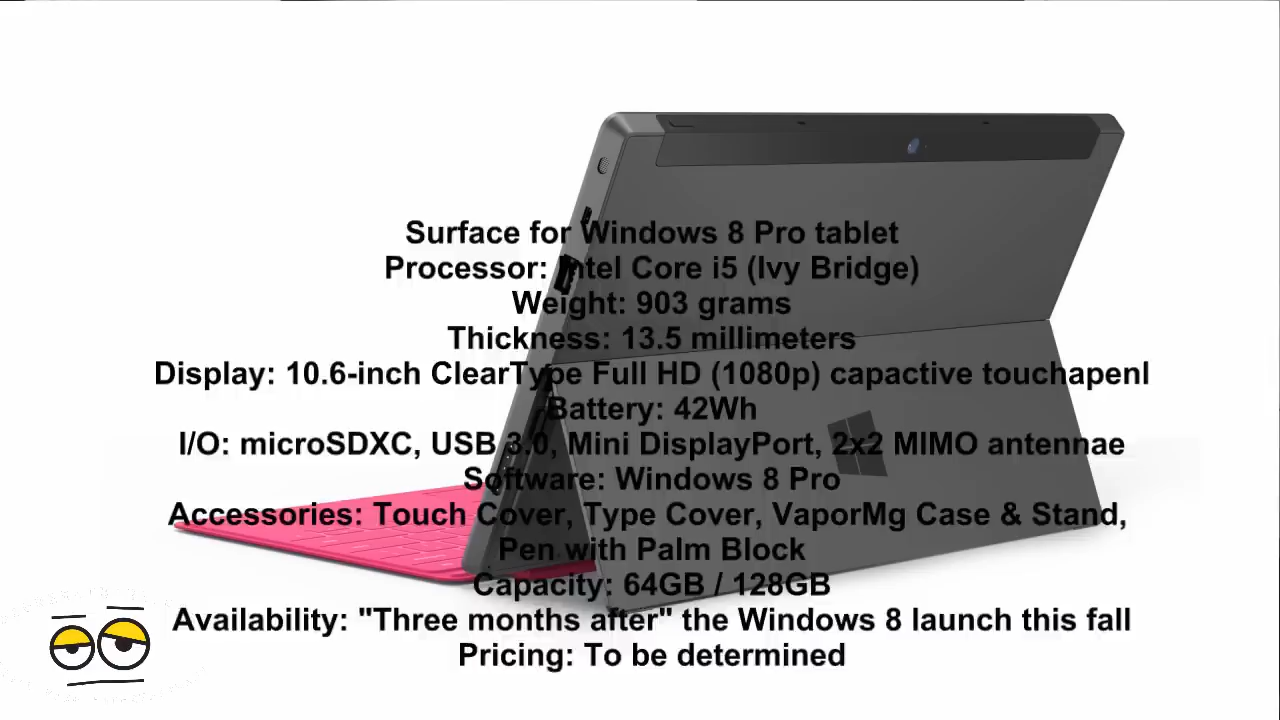 Surface for Windows 8 Pro tablet
Processor: Intel Core i5 (Ivy Bridge)
Weight: 903 grams
Thickness: 13.5 millimeters
Display: 10.6-inch ClearType Full HD (1080p) capactive touchapenl
Battery: 42Wh
I/O: microSDXC, USB 3.0, Mini DisplayPort, 2x2 MIMO antennae
Software: Windows 8 Pro
Accessories: Touch Cover, Type Cover, VaporMg Case & Stand,
Pen with Palm Block
Capacity: 64GB / 128GB
Availability: "Three months after" the Windows 8 launch this fall
Pricing: To be determined